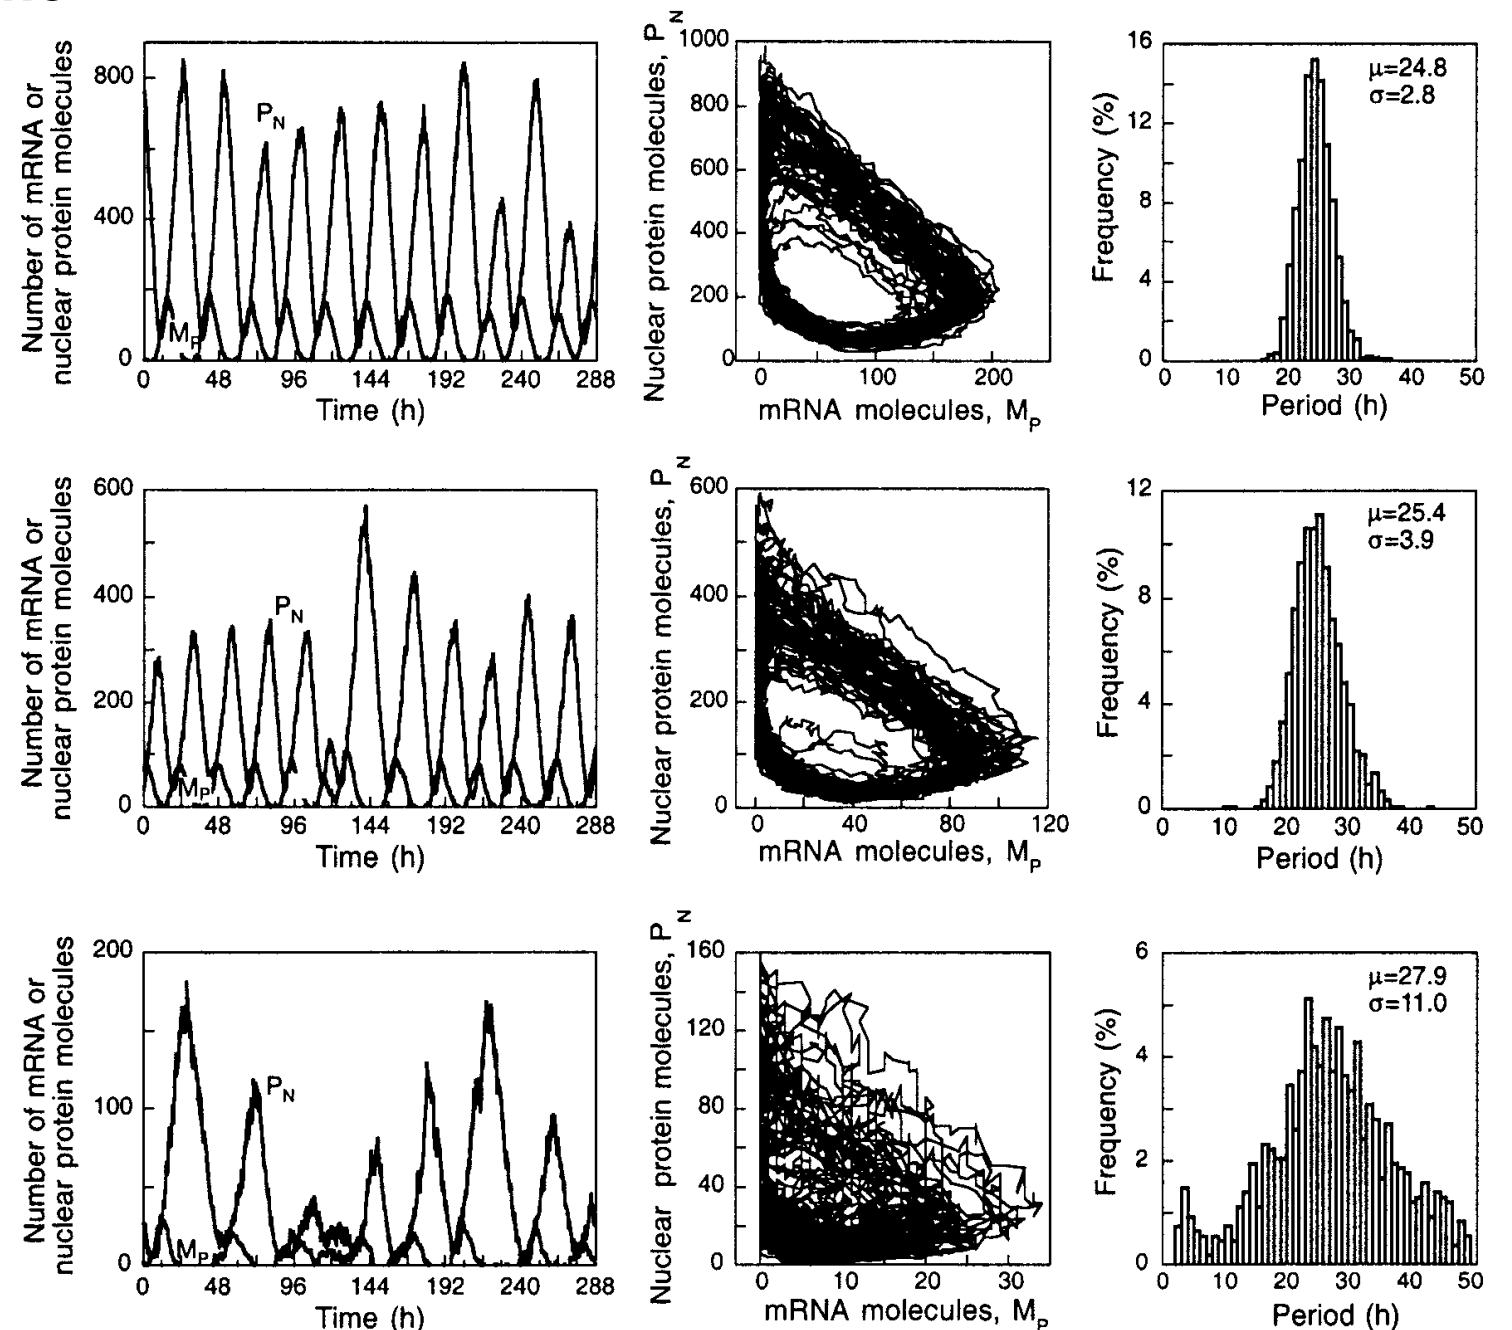 Number of mRNA or
nuclear protein molecules
800
400
0
P_N
M_P
0 48 96 144 192 240 288
Time (h)
Nuclear protein molecules, P_N
1000
800
600
400
200
0
0 100 200
mRNA molecules, M_P
Frequency (%)
16
12
8
4
0
μ=24.8
σ=2.8
0 10 20 30 40 50
Period (h)
Number of mRNA or
nuclear protein molecules
600
400
200
0
P_N
M_P
0 48 96 144 192 240 288
Time (h)
Nuclear protein molecules, P_N
600
400
200
0
0 40 80 120
mRNA molecules, M_P
Frequency (%)
12
8
4
0
μ=25.4
σ=3.9
0 10 20 30 40 50
Period (h)
Number of mRNA or
nuclear protein molecules
200
100
0
P_N
M_P
0 48 96 144 192 240 288
Time (h)
Nuclear protein molecules, P_N
160
120
80
40
0
0 10 20 30
mRNA molecules, M_P
Frequency (%)
6
4
2
0
μ=27.9
σ=11.0
0 10 20 30 40 50
Period (h)